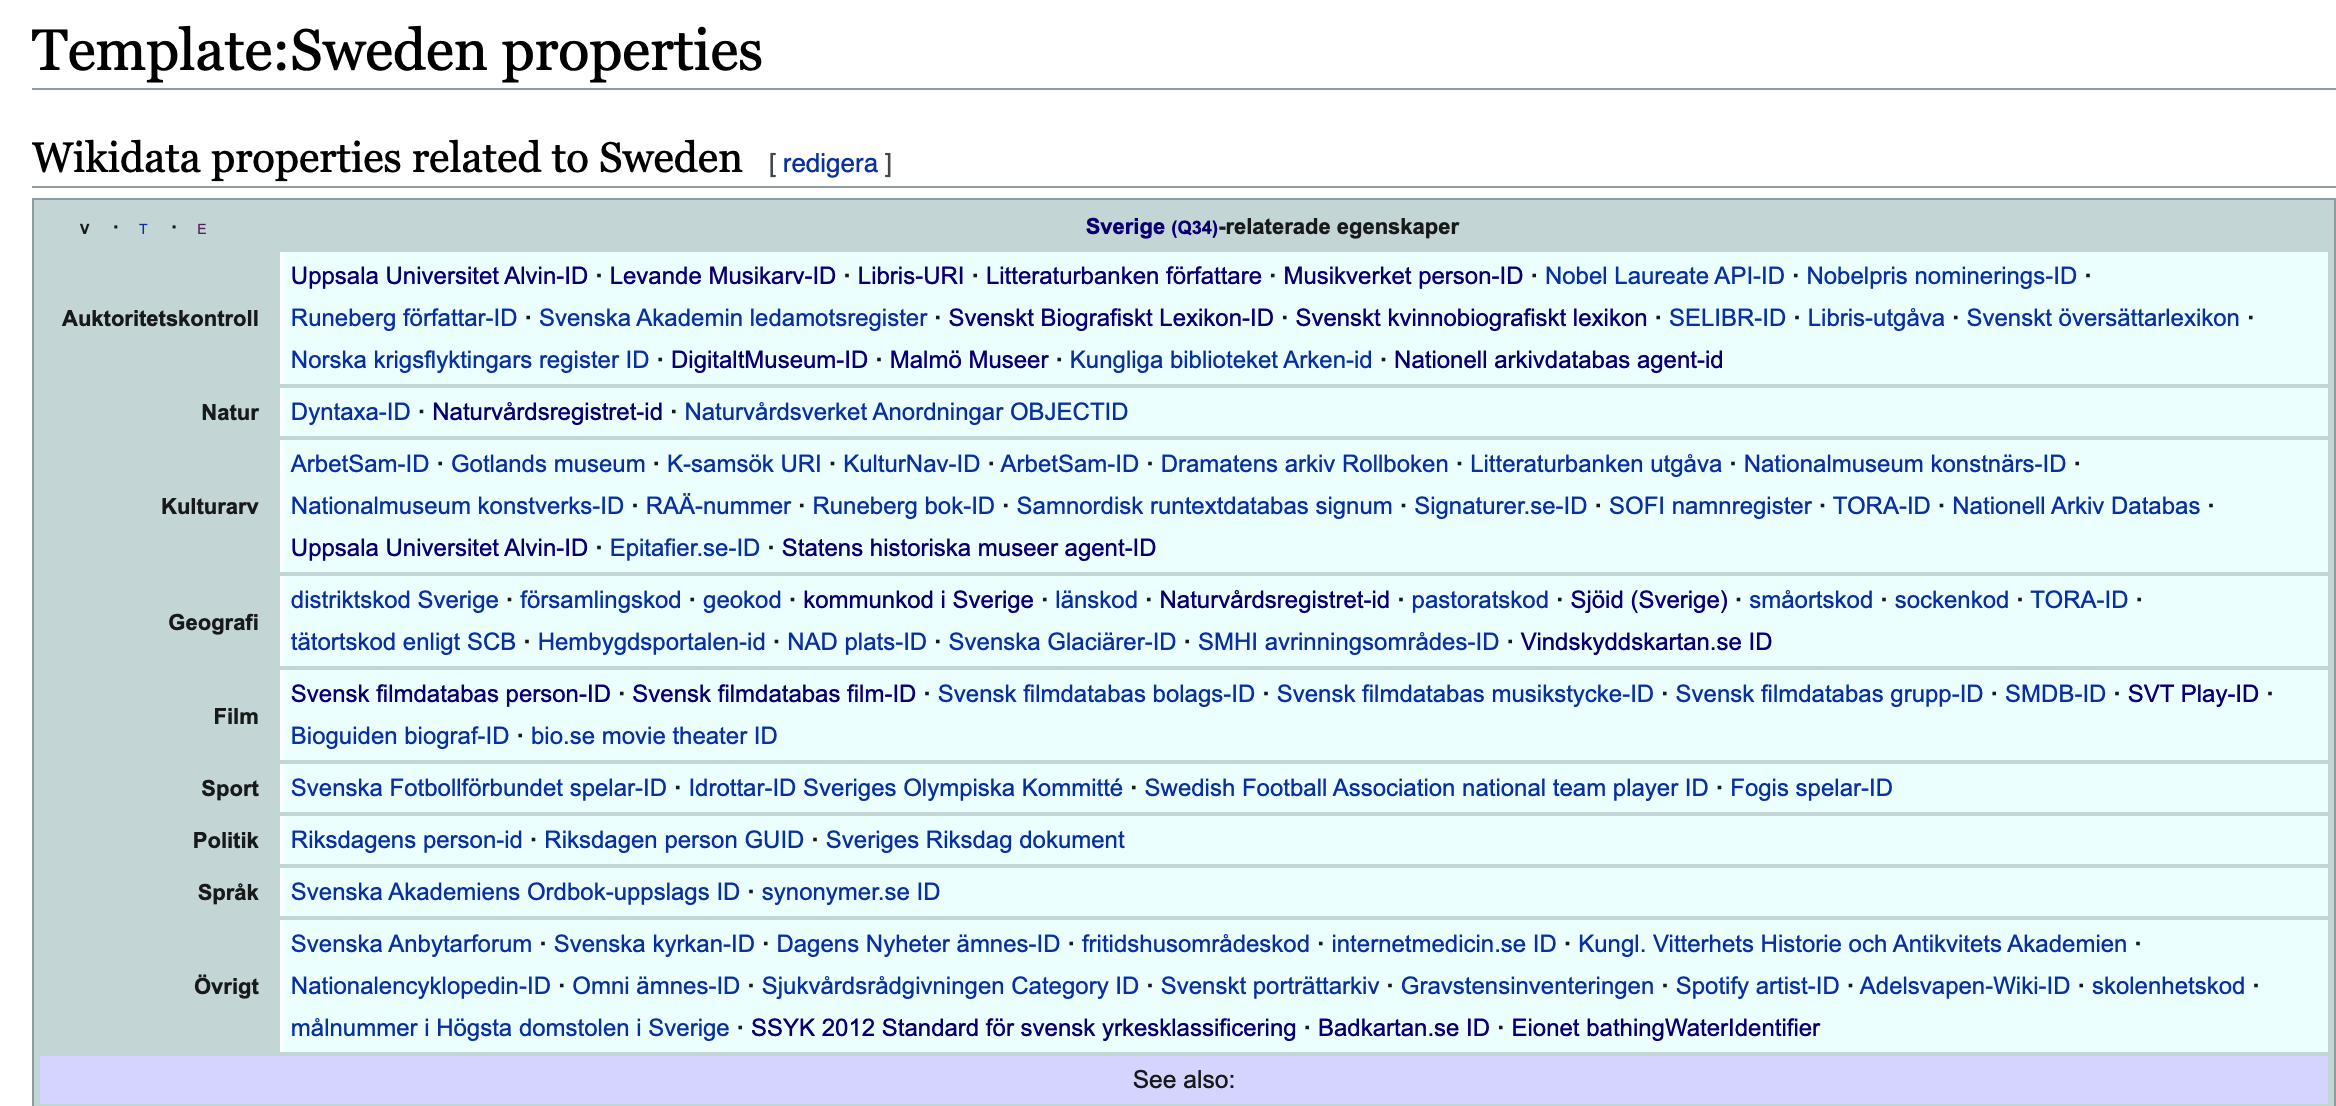 Template:Sweden properties
Wikidata properties related to Sweden [ redigera ]
V · T · E
Sverige (Q34)-relaterade egenskaper
Auktoritetskontroll
Uppsala Universitet Alvin-ID · Levande Musikarv-ID · Libris-URI · Litteraturbanken författare · Musikverket person-ID · Nobel Laureate API-ID · Nobelpris nominerings-ID ·
Runeberg författar-ID · Svenska Akademin ledamotsregister · Svenskt Biografiskt Lexikon-ID · Svenskt kvinnobiografiskt lexikon · SELIBR-ID · Libris-utgåva · Svenskt översättarlexikon ·
Norska krigsflyktingars register ID · DigitaltMuseum-ID · Malmö Museer · Kungliga biblioteket Arken-id · Nationell arkivdatabas agent-id
Natur
Dyntaxa-ID · Naturvårdsregistret-id · Naturvårdsverket Anordningar OBJECTID
Kulturarv
ArbetSam-ID · Gotlands museum · K-samsök URI · KulturNav-ID · ArbetSam-ID · Dramatens arkiv Rollboken · Litteraturbanken utgåva · Nationalmuseum konstnärs-ID ·
Nationalmuseum konstverks-ID · RAÄ-nummer · Runeberg bok-ID · Samnordisk runtextdatabas signum · Signaturer.se-ID · SOFI namnregister · TORA-ID · Nationell Arkiv Databas ·
Uppsala Universitet Alvin-ID · Epitafier.se-ID · Statens historiska museer agent-ID
Geografi
distriktskod Sverige · församlingskod · geokod · kommunkod i Sverige · länskod · Naturvårdsregistret-id · pastoratskod · Sjöid (Sverige) · småortskod · sockenkod · TORA-ID ·
tätortskod enligt SCB · Hembygdsportalen-id · NAD plats-ID · Svenska Glaciärer-ID · SMHI avrinningsområdes-ID · Vindskyddskartan.se ID
Film
Svensk filmdatabas person-ID · Svensk filmdatabas film-ID · Svensk filmdatabas bolags-ID · Svensk filmdatabas musikstycke-ID · Svensk filmdatabas grupp-ID · SMDB-ID · SVT Play-ID ·
Bioguiden biograf-ID · bio.se movie theater ID
Sport
Svenska Fotbollförbundet spelar-ID · Idrottar-ID Sveriges Olympiska Kommitté · Swedish Football Association national team player ID · Fogis spelar-ID
Politik
Riksdagens person-id · Riksdagen person GUID · Sveriges Riksdag dokument
Språk
Svenska Akademiens Ordbok-uppslags ID · synonymer.se ID
Övrigt
Svenska Anbytarforum · Svenska kyrkan-ID · Dagens Nyheter ämnes-ID · fritidshusområdeskod · internetmedicin.se ID · Kungl. Vitterhets Historie och Antikvitets Akademien ·
Nationalencyklopedin-ID · Omni ämnes-ID · Sjukvårdsrådgivningen Category ID · Svenskt porträttarkiv · Gravstensinventeringen · Spotify artist-ID · Adelsvapen-Wiki-ID · skolenhetskod ·
målnummer i Högsta domstolen i Sverige · SSYK 2012 Standard för svensk yrkesklassificering · Badkartan.se ID · Eionet bathingWaterIdentifier
See also: